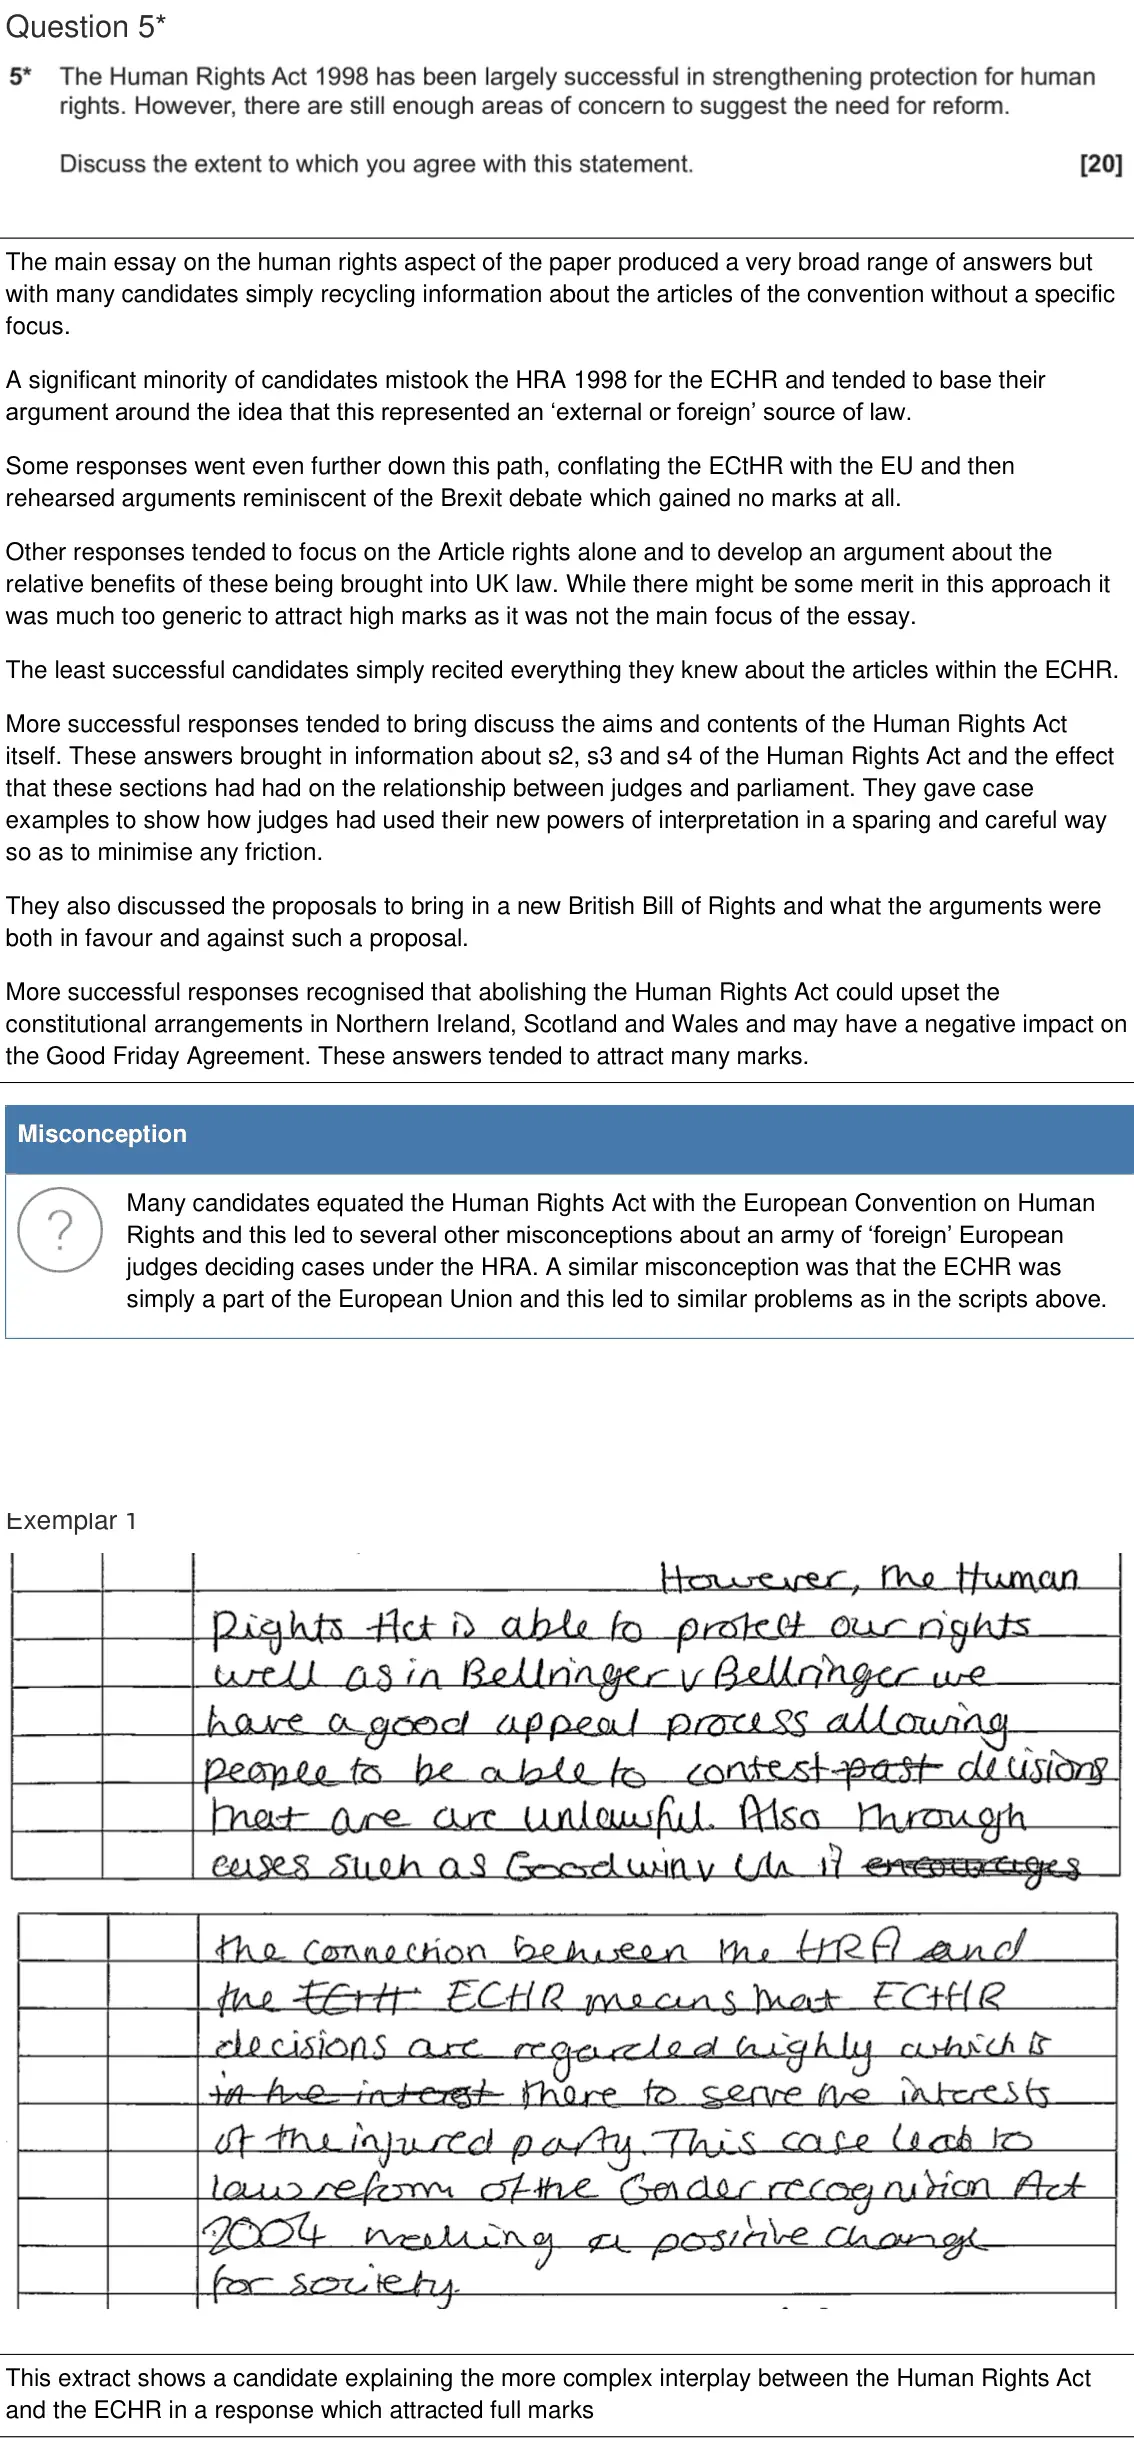 Question 5*
5* The Human Rights Act 1998 has been largely successful in strengthening protection for human
rights. However, there are still enough areas of concern to suggest the need for reform.
Discuss the extent to which you agree with this statement. [20]
The main essay on the human rights aspect of the paper produced a very broad range of answers but
with many candidates simply recycling information about the articles of the convention without a specific
focus.
A significant minority of candidates mistook the HRA 1998 for the ECHR and tended to base their
argument around the idea that this represented an ‘external or foreign’ source of law.
Some responses went even further down this path, conflating the ECtHR with the EU and then
rehearsed arguments reminiscent of the Brexit debate which gained no marks at all.
Other responses tended to focus on the Article rights alone and to develop an argument about the
relative benefits of these being brought into UK law. While there might be some merit in this approach it
was much too generic to attract high marks as it was not the main focus of the essay.
The least successful candidates simply recited everything they knew about the articles within the ECHR.
More successful responses tended to bring discuss the aims and contents of the Human Rights Act
itself. These answers brought in information about s2, s3 and s4 of the Human Rights Act and the effect
that these sections had had on the relationship between judges and parliament. They gave case
examples to show how judges had used their new powers of interpretation in a sparing and careful way
so as to minimise any friction.
They also discussed the proposals to bring in a new British Bill of Rights and what the arguments were
both in favour and against such a proposal.
More successful responses recognised that abolishing the Human Rights Act could upset the
constitutional arrangements in Northern Ireland, Scotland and Wales and may have a negative impact on
the Good Friday Agreement. These answers tended to attract many marks.
Misconception
?
Many candidates equated the Human Rights Act with the European Convention on Human
Rights and this led to several other misconceptions about an army of ‘foreign’ European
judges deciding cases under the HRA. A similar misconception was that the ECHR was
simply a part of the European Union and this led to similar problems as in the scripts above.
Exemplar 1
However, the Human
Rights Act is able to protect our rights
well as in Bellringer v Bellringer we
have a good appeal process allowing
people to be able to contest past decisions
that are are unlawful. Also through
cases such as Goodwin v Uk it encourages
the connection between the HRA and
the ECtH ECHR means that ECtHR
decisions are regarded highly which is
in the interest there to serve the interests
of the injured party. This case lead to
law reform of the Gender recognition Act
2004 making a positive change
for society.
This extract shows a candidate explaining the more complex interplay between the Human Rights Act
and the ECHR in a response which attracted full marks